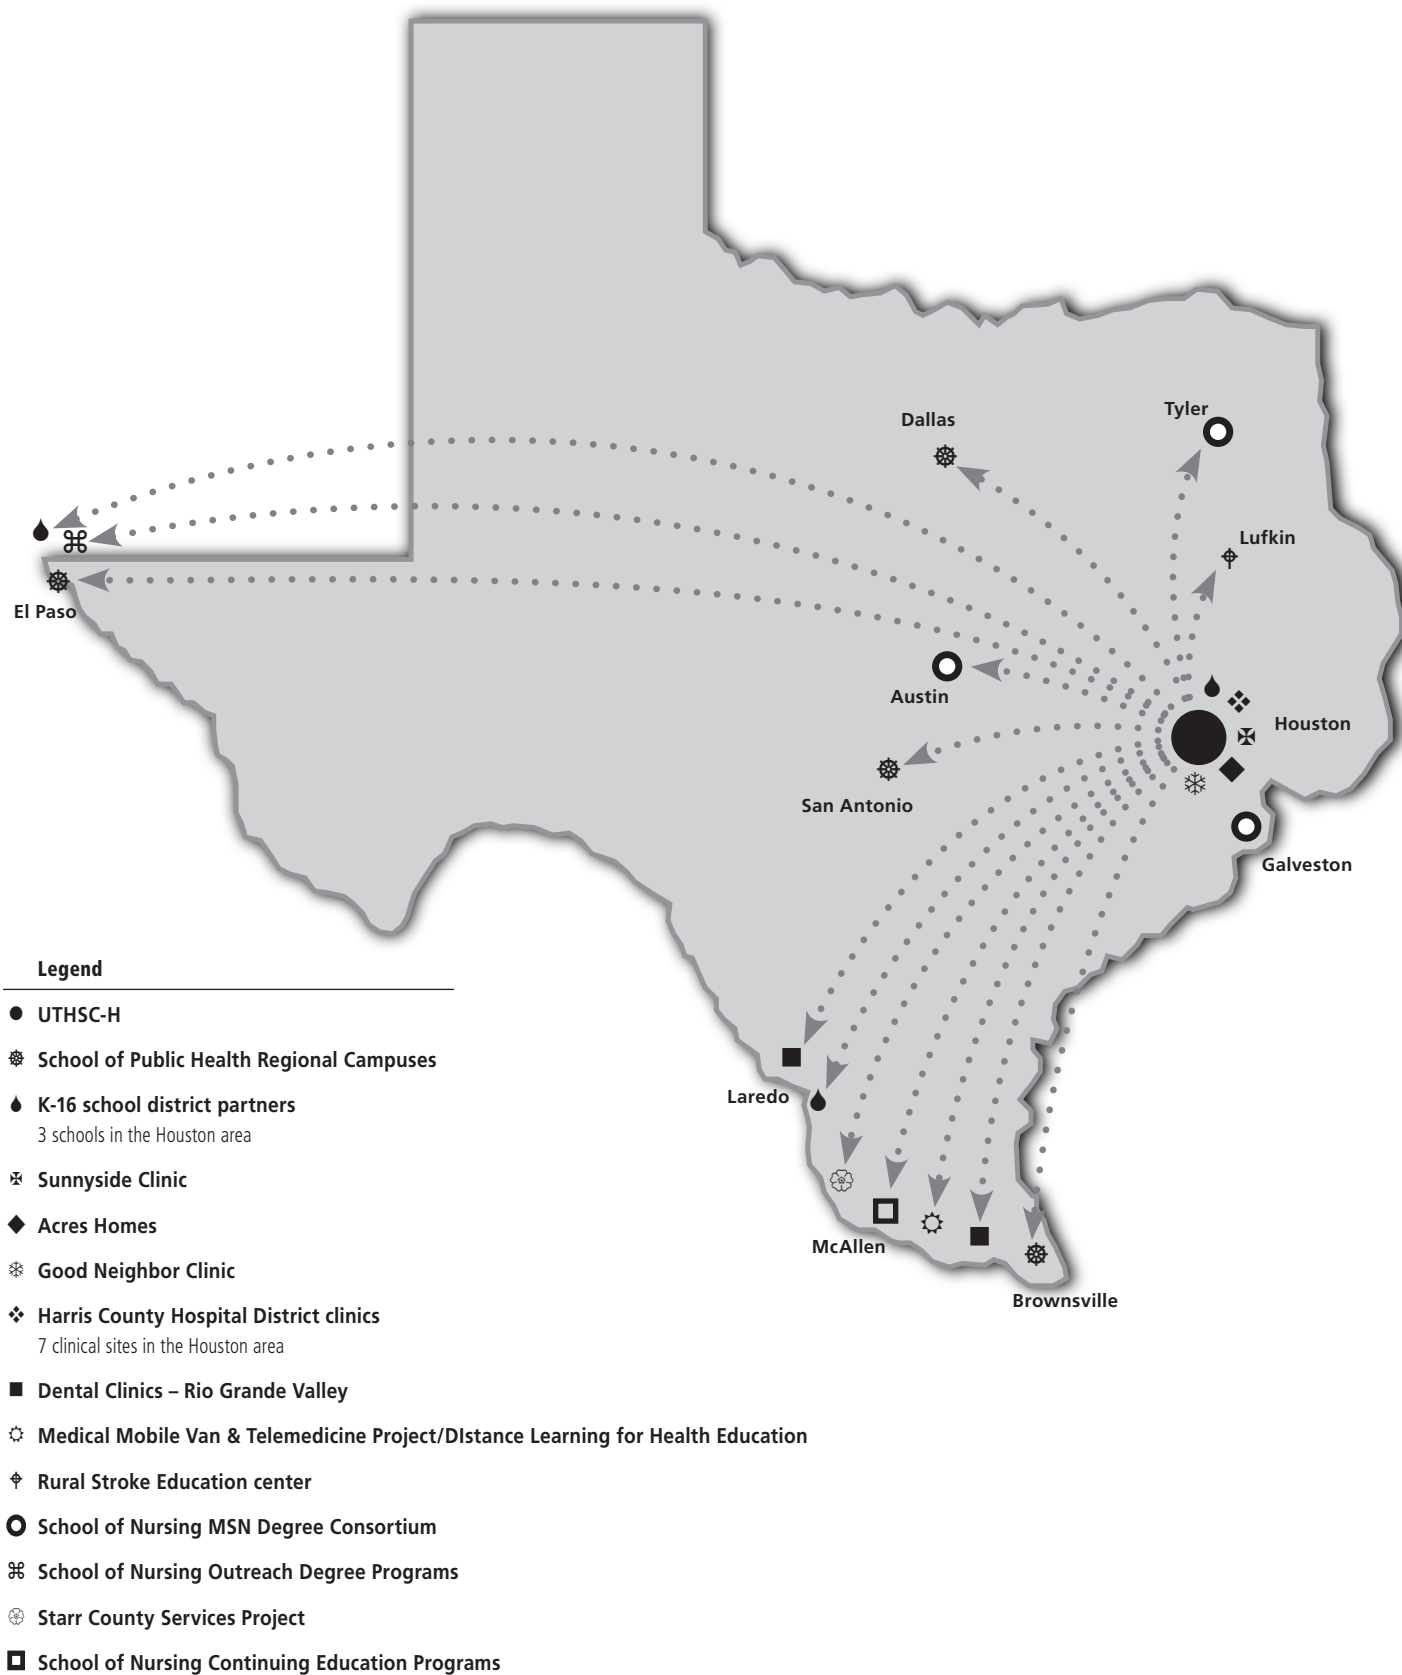 Dallas
Tyler
Lufkin
El Paso
Austin
Houston
San Antonio
Galveston
Laredo
McAllen
Brownsville
Legend
UTHSC-H
School of Public Health Regional Campuses
K-16 school district partners
3 schools in the Houston area
Sunnyside Clinic
Acres Homes
Good Neighbor Clinic
Harris County Hospital District clinics
7 clinical sites in the Houston area
Dental Clinics – Rio Grande Valley
Medical Mobile Van & Telemedicine Project/DIstance Learning for Health Education
Rural Stroke Education center
School of Nursing MSN Degree Consortium
School of Nursing Outreach Degree Programs
Starr County Services Project
School of Nursing Continuing Education Programs